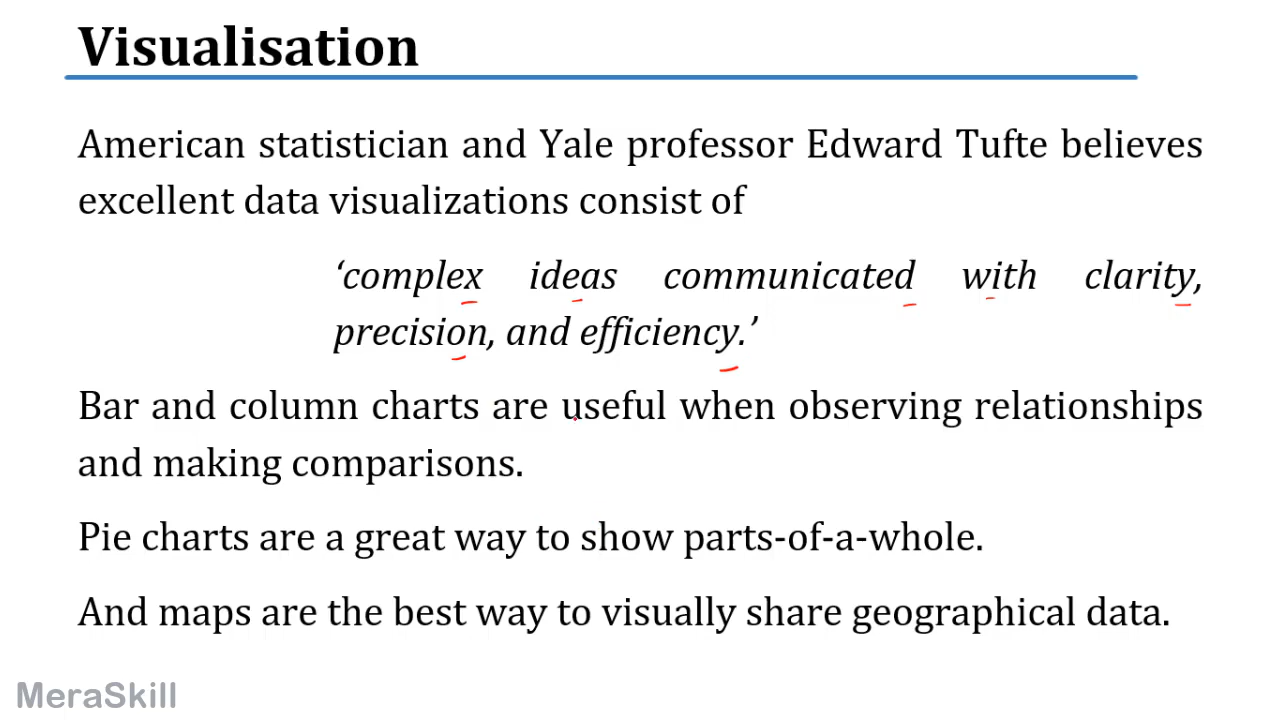 Visualisation
American statistician and Yale professor Edward Tufte believes
excellent data visualizations consist of
‘complex ideas communicated with clarity,
precision, and efficiency.’
Bar and column charts are useful when observing relationships
and making comparisons.
Pie charts are a great way to show parts-of-a-whole.
And maps are the best way to visually share geographical data.
MeraSkill